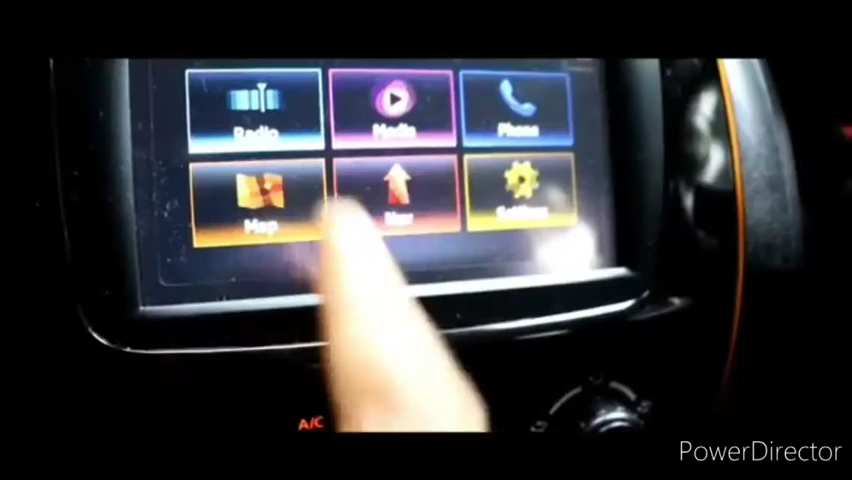 Radio
Media
Phone
Map
Nav
Settings
A/C
PowerDirector